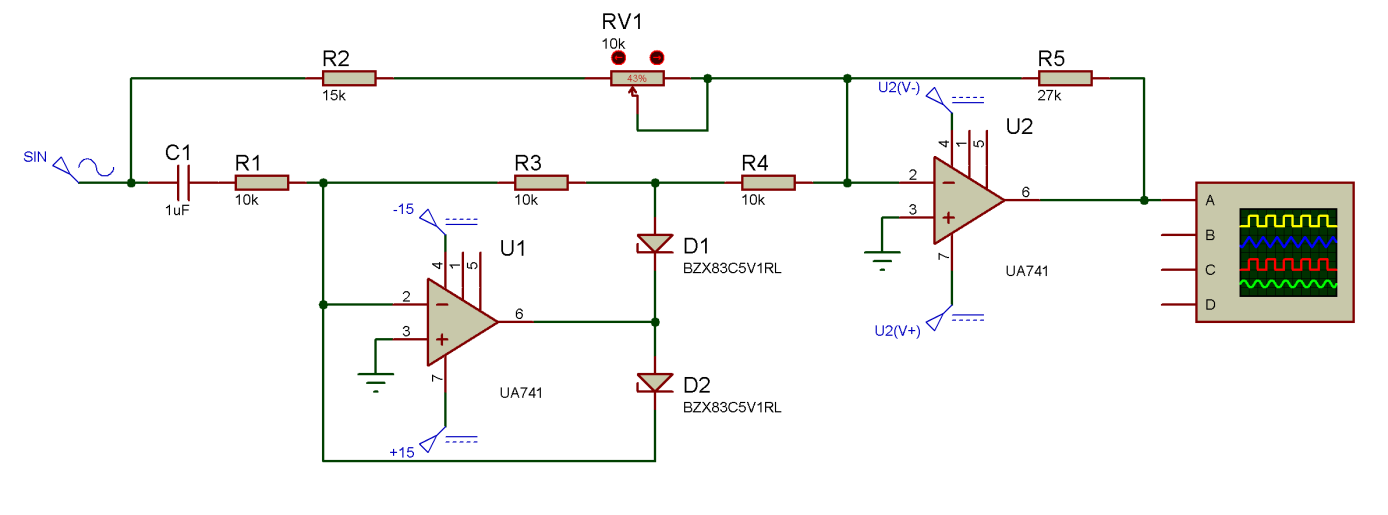 RV1
10k
43%
R2
15k
R5
27k
U2(V-)
4
1
5
U2
SIN
C1
1uF
R1
10k
R3
10k
R4
10k
2
3
6
7
UA741
U2(V+)
A
B
C
D
-15
4
1
5
U1
2
3
6
7
UA741
+15
D1
BZX83C5V1RL
D2
BZX83C5V1RL